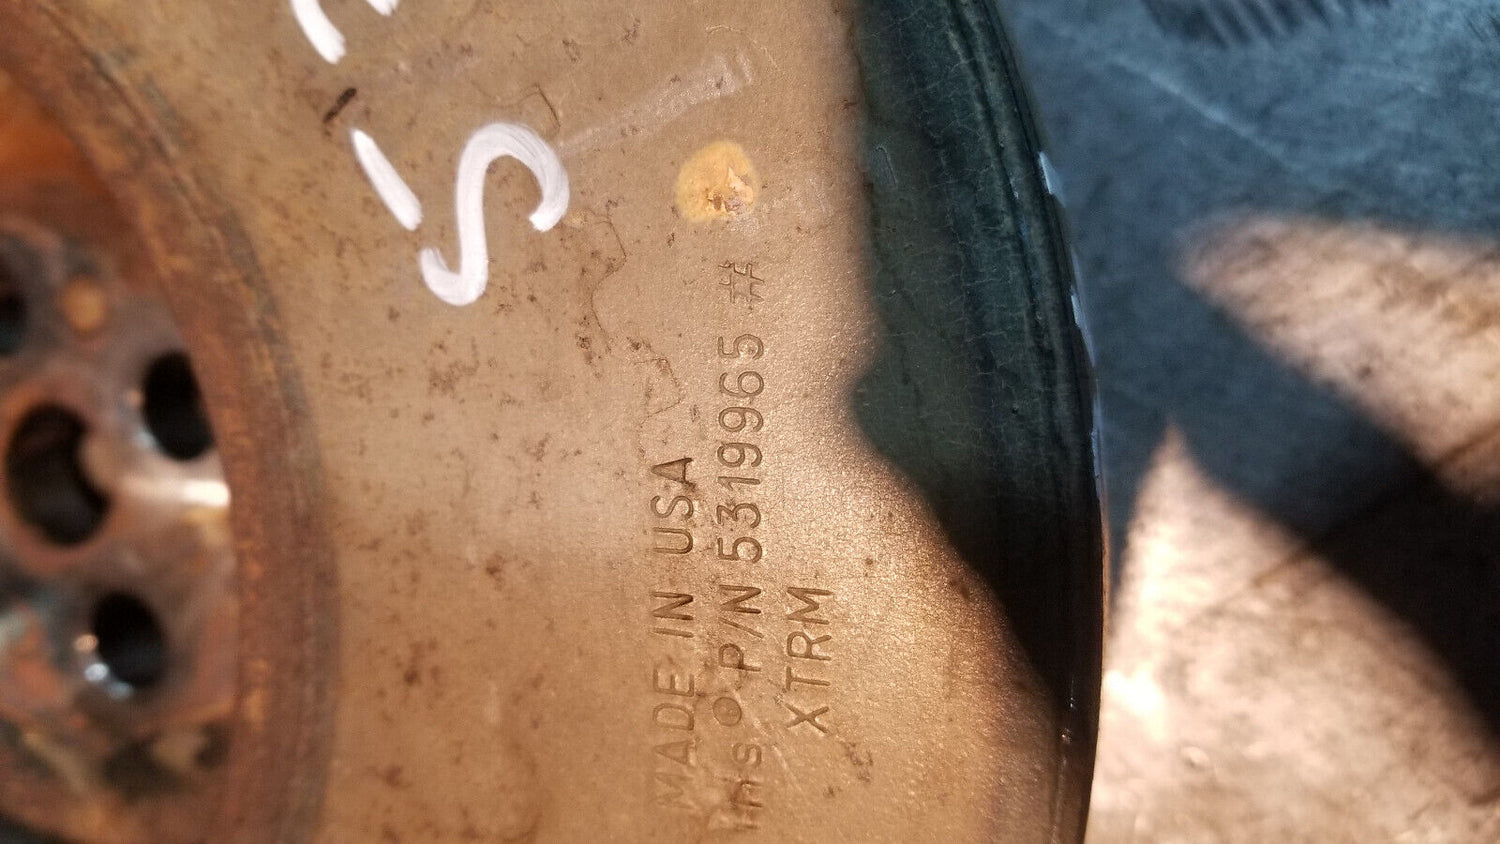 MADE IN USA
P/N 5319965 #
XTRM